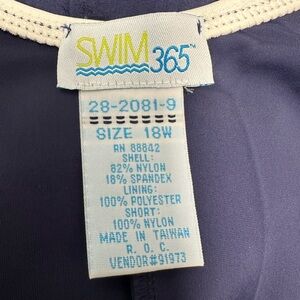 SWIM 365™
28-2081-9
SIZE 18W
RN 88842
SHELL:
82% NYLON
18% SPANDEX
LINING:
100% POLYESTER
SHORT:
100% NYLON
MADE IN TAIWAN
R. O. C.
VENDOR#91973